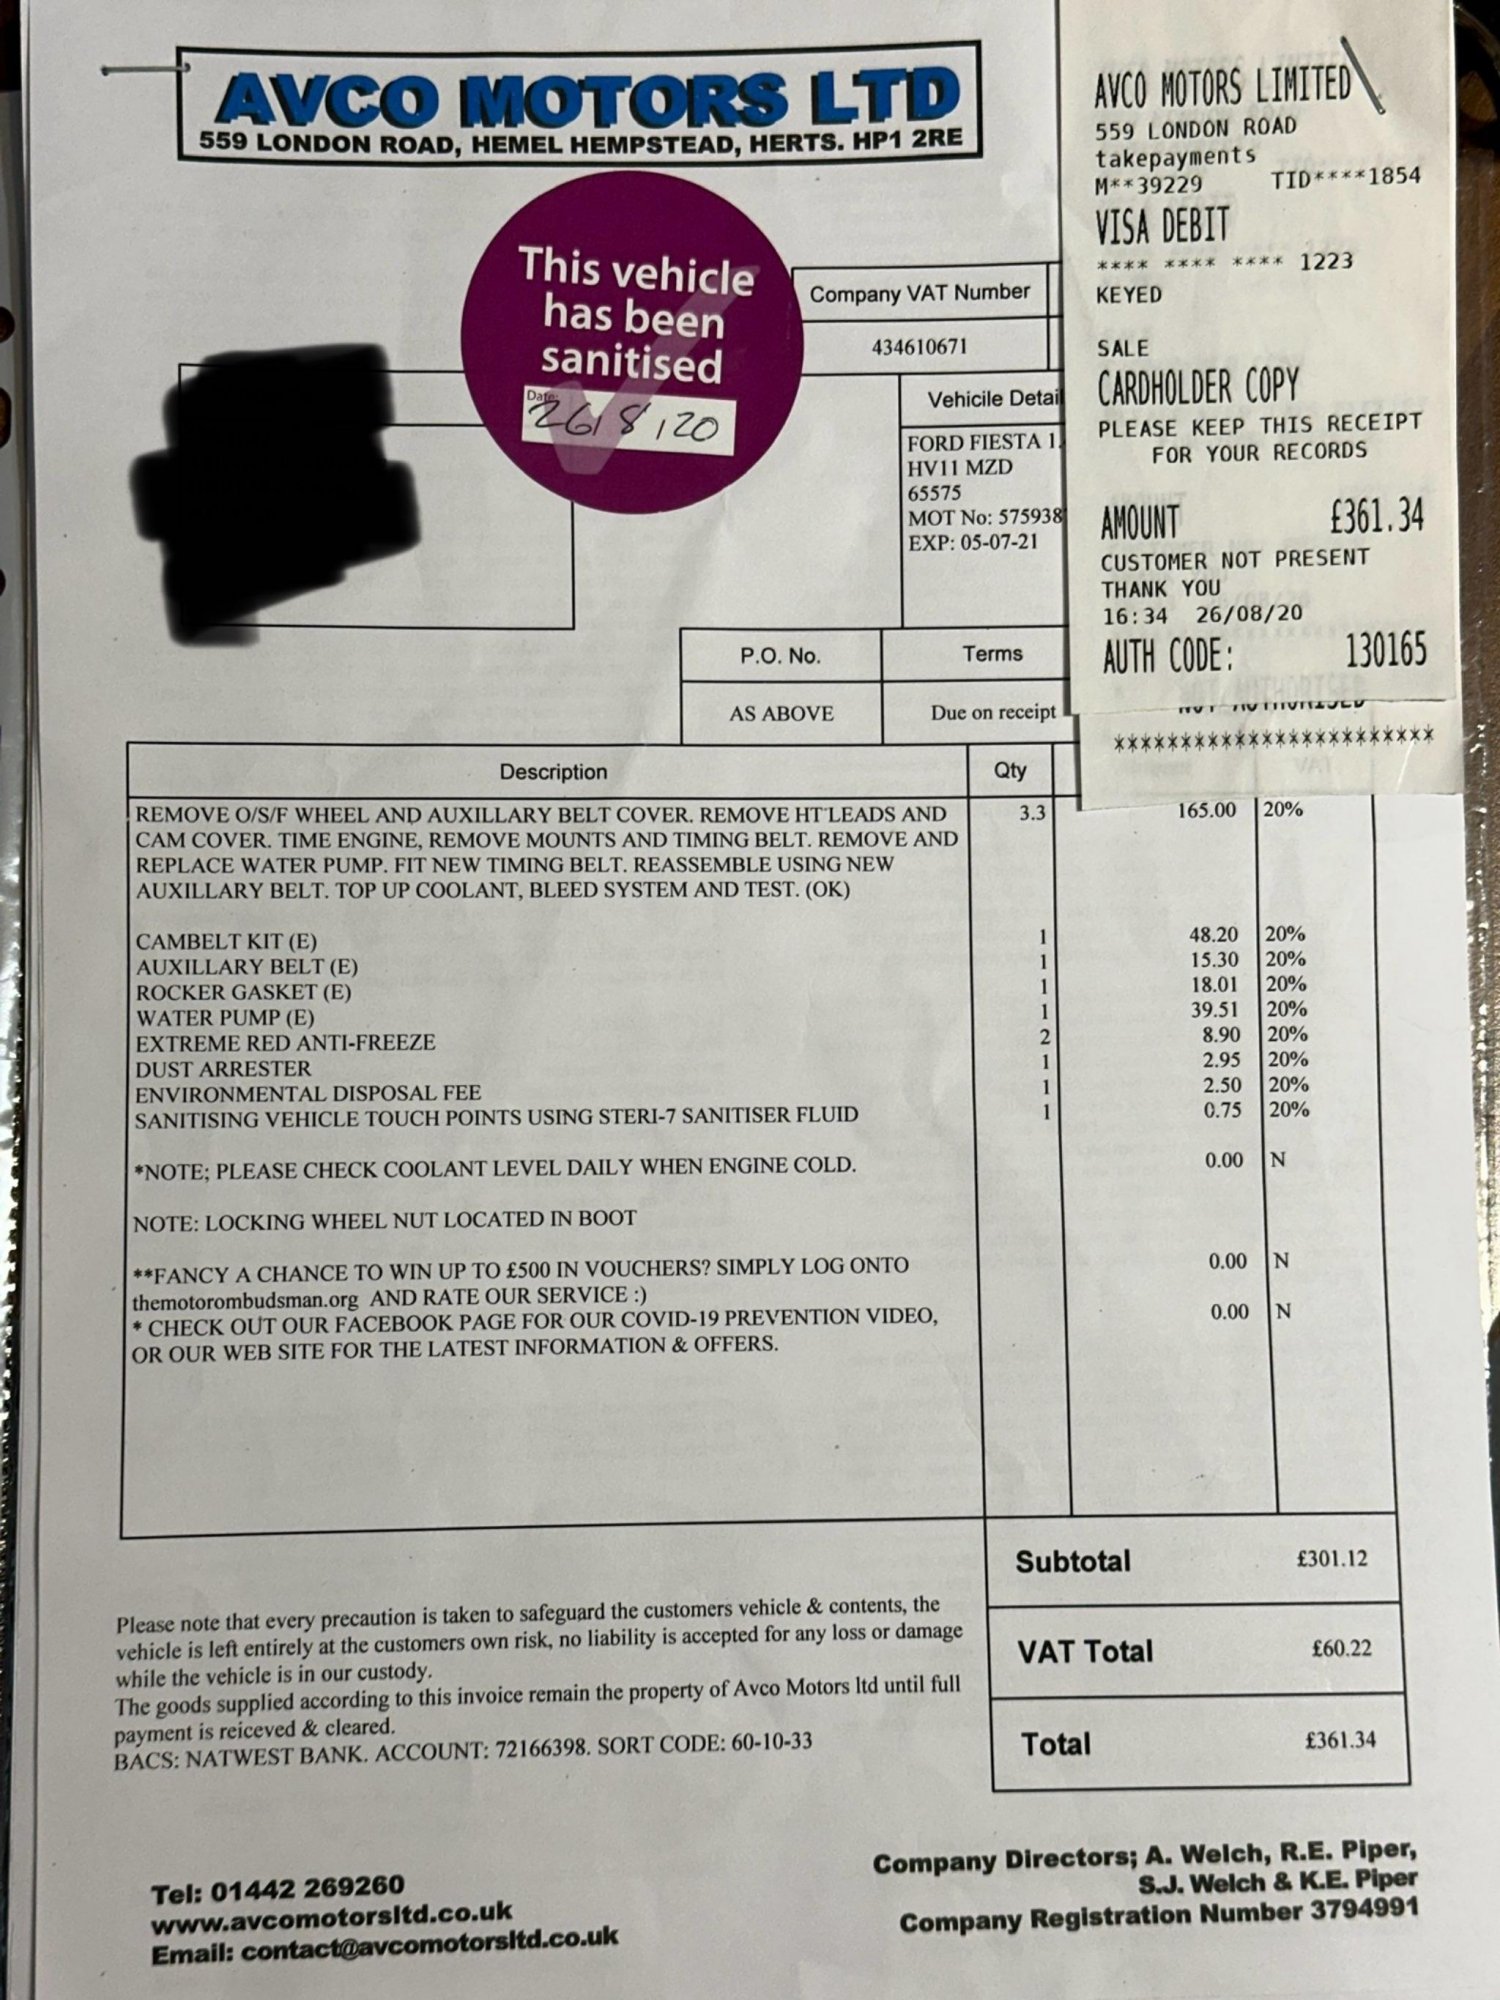 AVCO MOTORS LTD
559 LONDON ROAD, HEMEL HEMPSTEAD, HERTS. HP1 2RE
This vehicle
has been
sanitised
Date:
26/8/20
Company VAT Number
434610671
Vehicile Detail
FORD FIESTA 1.
HV11 MZD
65575
MOT No: 575938
EXP: 05-07-21
P.O. No.
Terms
AS ABOVE
Due on receipt
AVCO MOTORS LIMITED
559 LONDON ROAD
takepayments
M**39229 TID****1854
VISA DEBIT
**** **** **** 1223
KEYED
SALE
CARDHOLDER COPY
PLEASE KEEP THIS RECEIPT
FOR YOUR RECORDS
AMOUNT £361.34
CUSTOMER NOT PRESENT
THANK YOU
16:34 26/08/20
AUTH CODE: 130165
NOT AUTHORISED
************************
Description Qty
REMOVE O/S/F WHEEL AND AUXILLARY BELT COVER. REMOVE HT LEADS AND 3.3 165.00 20%
CAM COVER. TIME ENGINE, REMOVE MOUNTS AND TIMING BELT. REMOVE AND
REPLACE WATER PUMP. FIT NEW TIMING BELT. REASSEMBLE USING NEW
AUXILLARY BELT. TOP UP COOLANT, BLEED SYSTEM AND TEST. (OK)
CAMBELT KIT (E) 1 48.20 20%
AUXILLARY BELT (E) 1 15.30 20%
ROCKER GASKET (E) 1 18.01 20%
WATER PUMP (E) 1 39.51 20%
EXTREME RED ANTI-FREEZE 2 8.90 20%
DUST ARRESTER 1 2.95 20%
ENVIRONMENTAL DISPOSAL FEE 1 2.50 20%
SANITISING VEHICLE TOUCH POINTS USING STERI-7 SANITISER FLUID 1 0.75 20%
*NOTE; PLEASE CHECK COOLANT LEVEL DAILY WHEN ENGINE COLD. 0.00 N
NOTE: LOCKING WHEEL NUT LOCATED IN BOOT
**FANCY A CHANCE TO WIN UP TO £500 IN VOUCHERS? SIMPLY LOG ONTO 0.00 N
themotorombudsman.org AND RATE OUR SERVICE :)
* CHECK OUT OUR FACEBOOK PAGE FOR OUR COVID-19 PREVENTION VIDEO, 0.00 N
OR OUR WEB SITE FOR THE LATEST INFORMATION & OFFERS.
Subtotal £301.12
VAT Total £60.22
Total £361.34
Please note that every precaution is taken to safeguard the customers vehicle & contents, the
vehicle is left entirely at the customers own risk, no liability is accepted for any loss or damage
while the vehicle is in our custody.
The goods supplied according to this invoice remain the property of Avco Motors ltd until full
payment is reiceved & cleared.
BACS: NATWEST BANK. ACCOUNT: 72166398. SORT CODE: 60-10-33
Tel: 01442 269260
www.avcomotorsltd.co.uk
Email: contact@avcomotorsltd.co.uk
Company Directors; A. Welch, R.E. Piper,
S.J. Welch & K.E. Piper
Company Registration Number 3794991